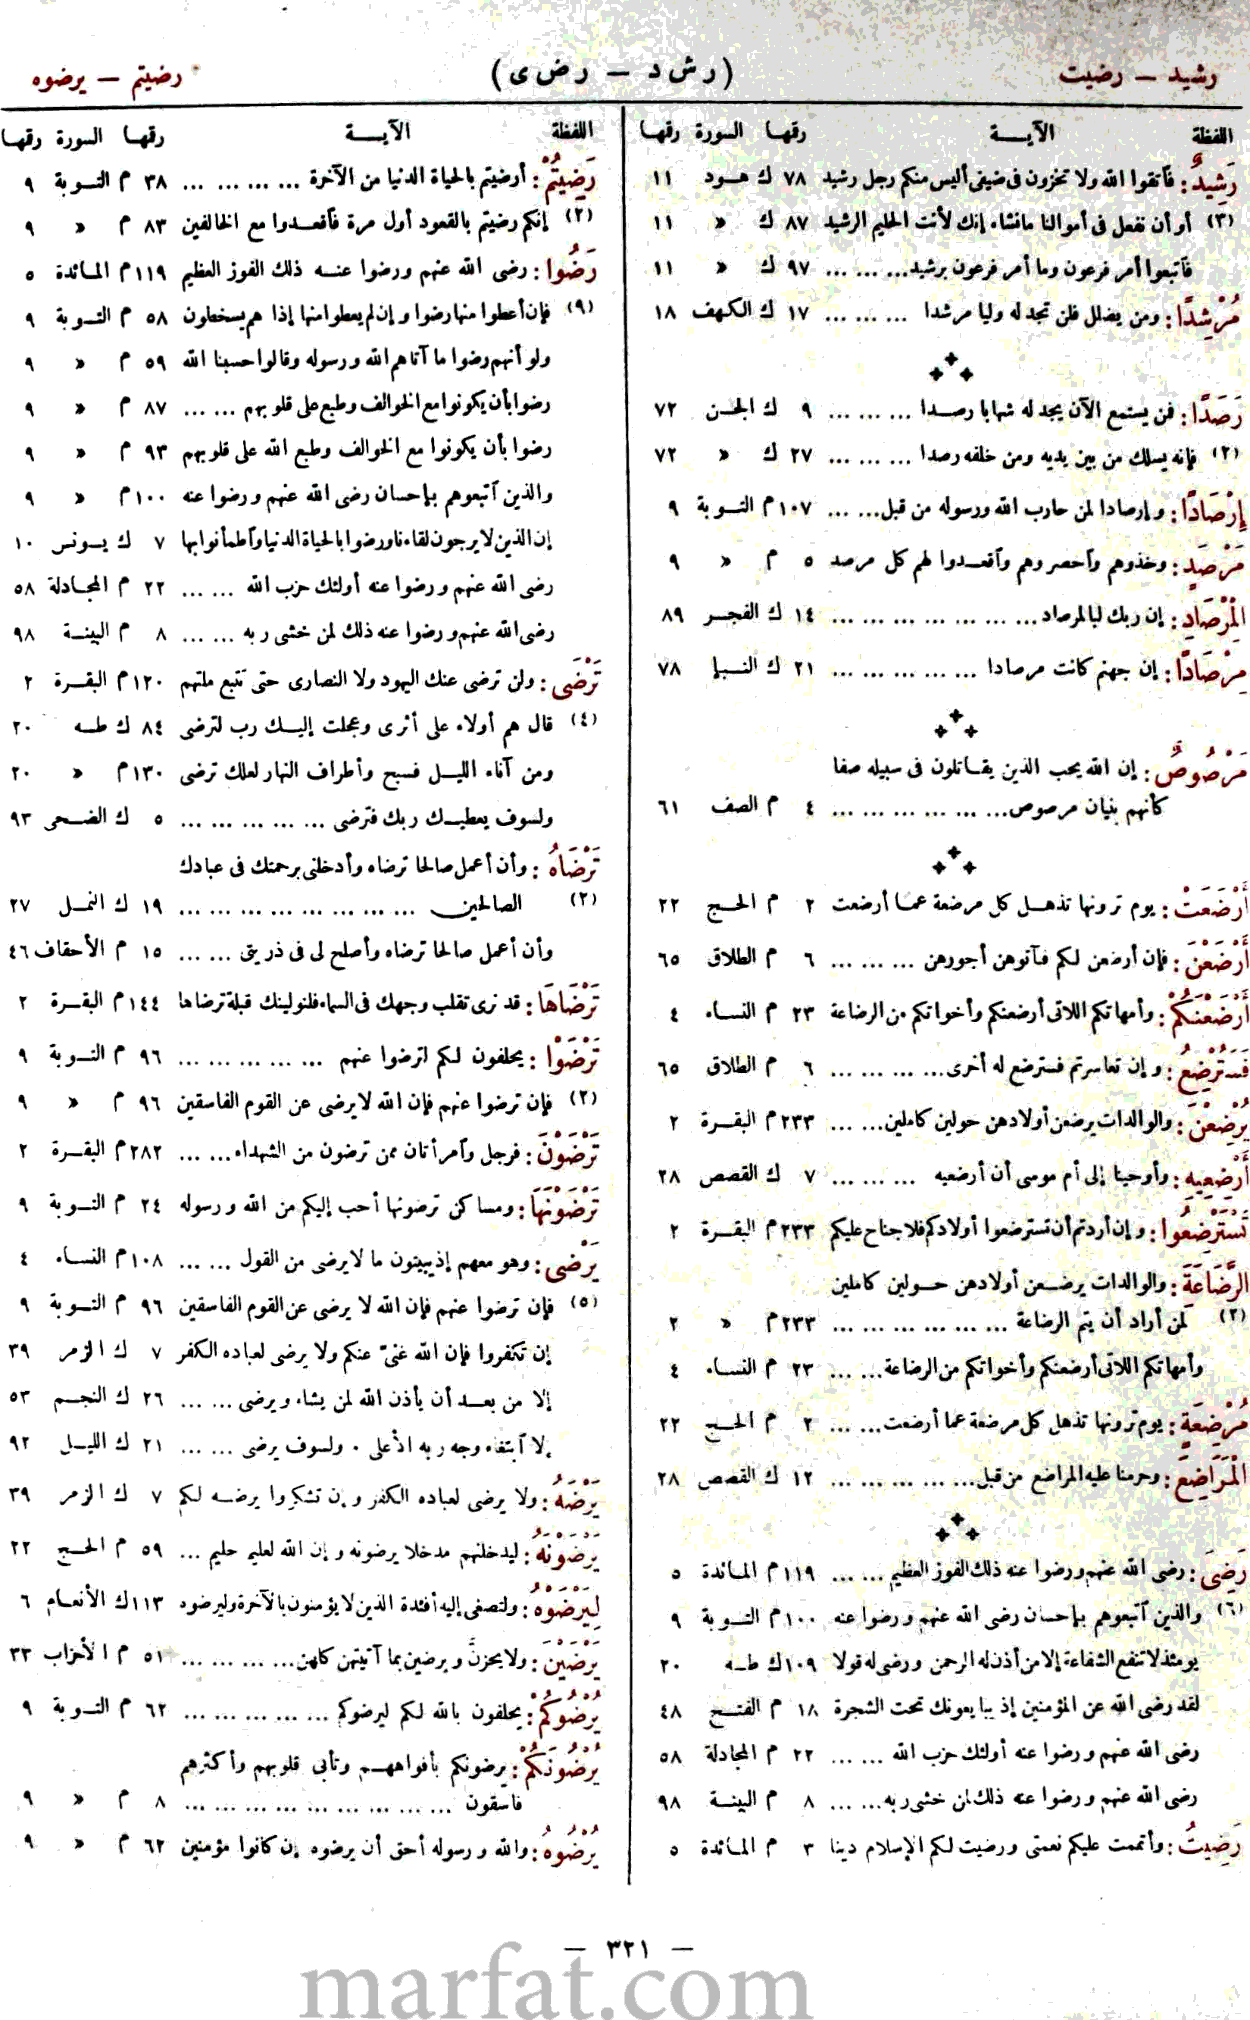 رشيد — رضيت
(رشد — رضى)
رضيتم — يرضوه
اللفظة الآيــة رقمها السورة رقمها
رَشِيدٌ : فآتقوا الله ولا تخزون فى ضيفى أليس منكم رجل رشيد ٧٨ ك هود ١١
(٣) أو أن نفعل فى أموالنا ما نشاء إنك لأنت الحليم الرشيد ٨٧ ك » ١١
فآتبعوا أمر فرعون وما أمر فرعون برشيد... ... ... ٩٧ ك » ١١
مُرْشِدًا : ومن يضلل فلن تجد له وليا مرشدا ... ... ... ١٧ ك الكهف ١٨
رَصَدًا : فمن يستمع الآن يجد له شهابا رصدا ... ... ... ٩ ك الجن ٧٢
(٢) فإنه يسلك من بين يديه ومن خلفه رصدا ... ... ... ٢٧ ك » ٧٢
إِرْصَادًا : وإرصادا لمن حارب الله ورسوله من قبل... ... ١٠٧ م التوبة ٩
مَرْصَدٍ : وخذوهم وآحصروهم وآقعدوا لهم كل مرصد ٥ م » ٩
الْمِرْصَادِ : إن ربك لبالمرصاد ... ... ... ... ... ... ... ١٤ ك الفجر ٨٩
مِرْصَادًا : إن جهنم كانت مرصادا ... ... ... ... ... ٢١ ك النبإ ٧٨
مَرْصُوصٌ : إن الله يحب الذين يقاتلون فى سبيله صفا
كأنهم بنيان مرصوص... ... ... ... ... ... ٤ م الصف ٦١
أَرْضَعَتْ : يوم ترونها تذهل كل مرضعة عما أرضعت ٢ م الحج ٢٢
أَرْضَعْنَ : فإن أرضعن لكم فآتوهن أجورهن ... ... ... ٦ م الطلاق ٦٥
أَرْضَعْنَكُمْ : وأمهاتكم اللاتى أرضعنكم وأخواتكم من الرضاعة ٢٣ م النساء ٤
فَسَتُرْضِعُ : وإن تعاسرتم فسترضع له أخرى... ... ... ... ٦ م الطلاق ٦٥
يُرْضِعْنَ : والوالدات يرضعن أولادهن حولين كاملين... ... ٢٣٣ م البقرة ٢
أَرْضِعِيهِ : وأوحينا إلى أم موسى أن أرضعيه ... ... ... ٧ ك القصص ٢٨
تَسْتَرْضِعُوا : وإن أردتم أن تسترضعوا أولادكم فلا جناح عليكم ٢٣٣ م البقرة ٢
الرَّضَاعَةَ : والوالدات يرضعن أولادهن حولين كاملين
(٢) لمن أراد أن يتم الرضاعة ... ... ... ... ... ... ٢٣٣ م » ٢
وأمهاتكم اللاتى أرضعنكم وأخواتكم من الرضاعة... ... ٢٣ م النساء ٤
مُرْضِعَةٍ : يوم ترونها تذهل كل مرضعة عما أرضعت... ... ٢ م الحج ٢٢
الْمَرَاضِعَ : وحرمنا عليه المراضع من قبل... ... ... ... ... ١٢ ك القصص ٢٨
رَضِيَ : رضى الله عنهم ورضوا عنه ذلك الفوز العظيم... ... ١١٩ م المائدة ٥
(٦) والذين آتبعوهم بإحسان رضى الله عنهم ورضوا عنه ١٠٠ م التوبة ٩
يومئذ لا تنفع الشفاعة إلا من أذن له الرحمن ورضى له قولا ١٠٩ ك طه ٢٠
لقد رضى الله عن المؤمنين إذ يبايعونك تحت الشجرة ١٨ م الفتح ٤٨
رضى الله عنهم ورضوا عنه أولئك حزب الله ... ... ٢٢ م المجادلة ٥٨
رضى الله عنهم ورضوا عنه ذلك لمن خشى ربه... ... ٨ م البينة ٩٨
رَضِيتُ : وأتممت عليكم نعمتى ورضيت لكم الإسلام دينا ٣ م المائدة ٥
اللفظة الآيــة رقمها السورة رقمها
رَضِيتُمْ : أرضيتم بالحياة الدنيا من الآخرة ... ... ... ... ٣٨ م التوبة ٩
(٢) إنكم رضيتم بالقعود أول مرة فآقعدوا مع الخالفين ٨٣ م » ٩
رَضُوا : رضى الله عنهم ورضوا عنه ذلك الفوز العظيم ١١٩ م المائدة ٥
(٩) فإن أعطوا منها رضوا وإن لم يعطوا منها إذا هم يسخطون ٥٨ م التوبة ٩
ولو أنهم رضوا ما آتاهم الله ورسوله وقالوا حسبنا الله ٥٩ م » ٩
رضوا بأن يكونوا مع الخوالف وطبع على قلوبهم ... ... ٨٧ م » ٩
رضوا بأن يكونوا مع الخوالف وطبع الله على قلوبهم ٩٣ م » ٩
والذين آتبعوهم بإحسان رضى الله عنهم ورضوا عنه ١٠٠ م » ٩
إن الذين لا يرجون لقاءنا ورضوا بالحياة الدنيا وآطمأنوا بها ٧ ك يونس ١٠
رضى الله عنهم ورضوا عنه أولئك حزب الله ... ... ٢٢ م المجادلة ٥٨
رضى الله عنهم ورضوا عنه ذلك لمن خشى ربه ... ... ٨ م البينة ٩٨
تَرْضَى : ولن ترضى عنك اليهود ولا النصارى حتى تتبع ملتهم ١٢٠ م البقرة ٢
(٤) قال هم أولاء على أثرى وعجلت إليك رب لترضى ٨٤ ك طه ٢٠
ومن آناء الليل فسبح وأطراف النهار لعلك ترضى ١٣٠ م » ٢٠
ولسوف يعطيك ربك فترضى ... ... ... ... ... ٥ ك الضحى ٩٣
تَرْضَاهُ : وأن أعمل صالحا ترضاه وأدخلنى برحمتك فى عبادك
(٢) الصالحين ... ... ... ... ... ... ... ... ١٩ ك النمل ٢٧
وأن أعمل صالحا ترضاه وأصلح لى فى ذريتى ... ... ١٥ م الأحقاف ٤٦
تَرْضَاهَا : قد نرى تقلب وجهك فى السماء فلنولينك قبلة ترضاها ١٤٤ م البقرة ٢
تَرْضَوْا : يحلفون لكم لترضوا عنهم ... ... ... ... ... ٩٦ م التوبة ٩
(٢) فإن ترضوا عنهم فإن الله لا يرضى عن القوم الفاسقين ٩٦ م » ٩
تَرْضَوْنَ : فرجل وآمرأتان ممن ترضون من الشهداء... ... ٢٨٢ م البقرة ٢
تَرْضَوْنَهَا : ومساكن ترضونها أحب إليكم من الله ورسوله ٢٤ م التوبة ٩
يَرْضَى : وهو معهم إذ يبيتون ما لا يرضى من القول ... ... ١٠٨ م النساء ٤
(٥) فإن ترضوا عنهم فإن الله لا يرضى عن القوم الفاسقين ٩٦ م التوبة ٩
إن تكفروا فإن الله غنىّ عنكم ولا يرضى لعباده الكفر ٧ ك الزمر ٣٩
إلا من بعد أن يأذن الله لمن يشاء ويرضى ... ... ٢٦ ك النجم ٥٣
إلا آبتغاء وجه ربه الأعلى ٠ ولسوف يرضى ... ... ٢١ ك الليل ٩٢
يَرْضَهُ : ولا يرضى لعباده الكفر وإن تشكروا يرضه لكم ٧ ك الزمر ٣٩
يَرْضَوْنَهُ : ليدخلنهم مدخلا يرضونه وإن الله لعليم حليم ... ٥٩ م الحج ٢٢
لِيَرْضَوْهُ : ولتصغى إليه أفئدة الذين لا يؤمنون بالآخرة وليرضوه ١١٣ ك الأنعام ٦
يَرْضَيْنَ : ولا يحزنّ ويرضين بما آتيتهن كلهن... ... ... ... ٥١ م الأحزاب ٣٣
يُرْضُوكُمْ : يحلفون بالله لكم ليرضوكم ... ... ... ... ... ٦٢ م التوبة ٩
يُرْضُونَكُمْ : يرضونكم بأفواههم وتأبى قلوبهم وأكثرهم
فاسقون ... ... ... ... ... ... ... ... ٨ م » ٩
يُرْضُوهُ : والله ورسوله أحق أن يرضوه إن كانوا مؤمنين ٦٢ م » ٩
— ٣٢١ —
marfat.com